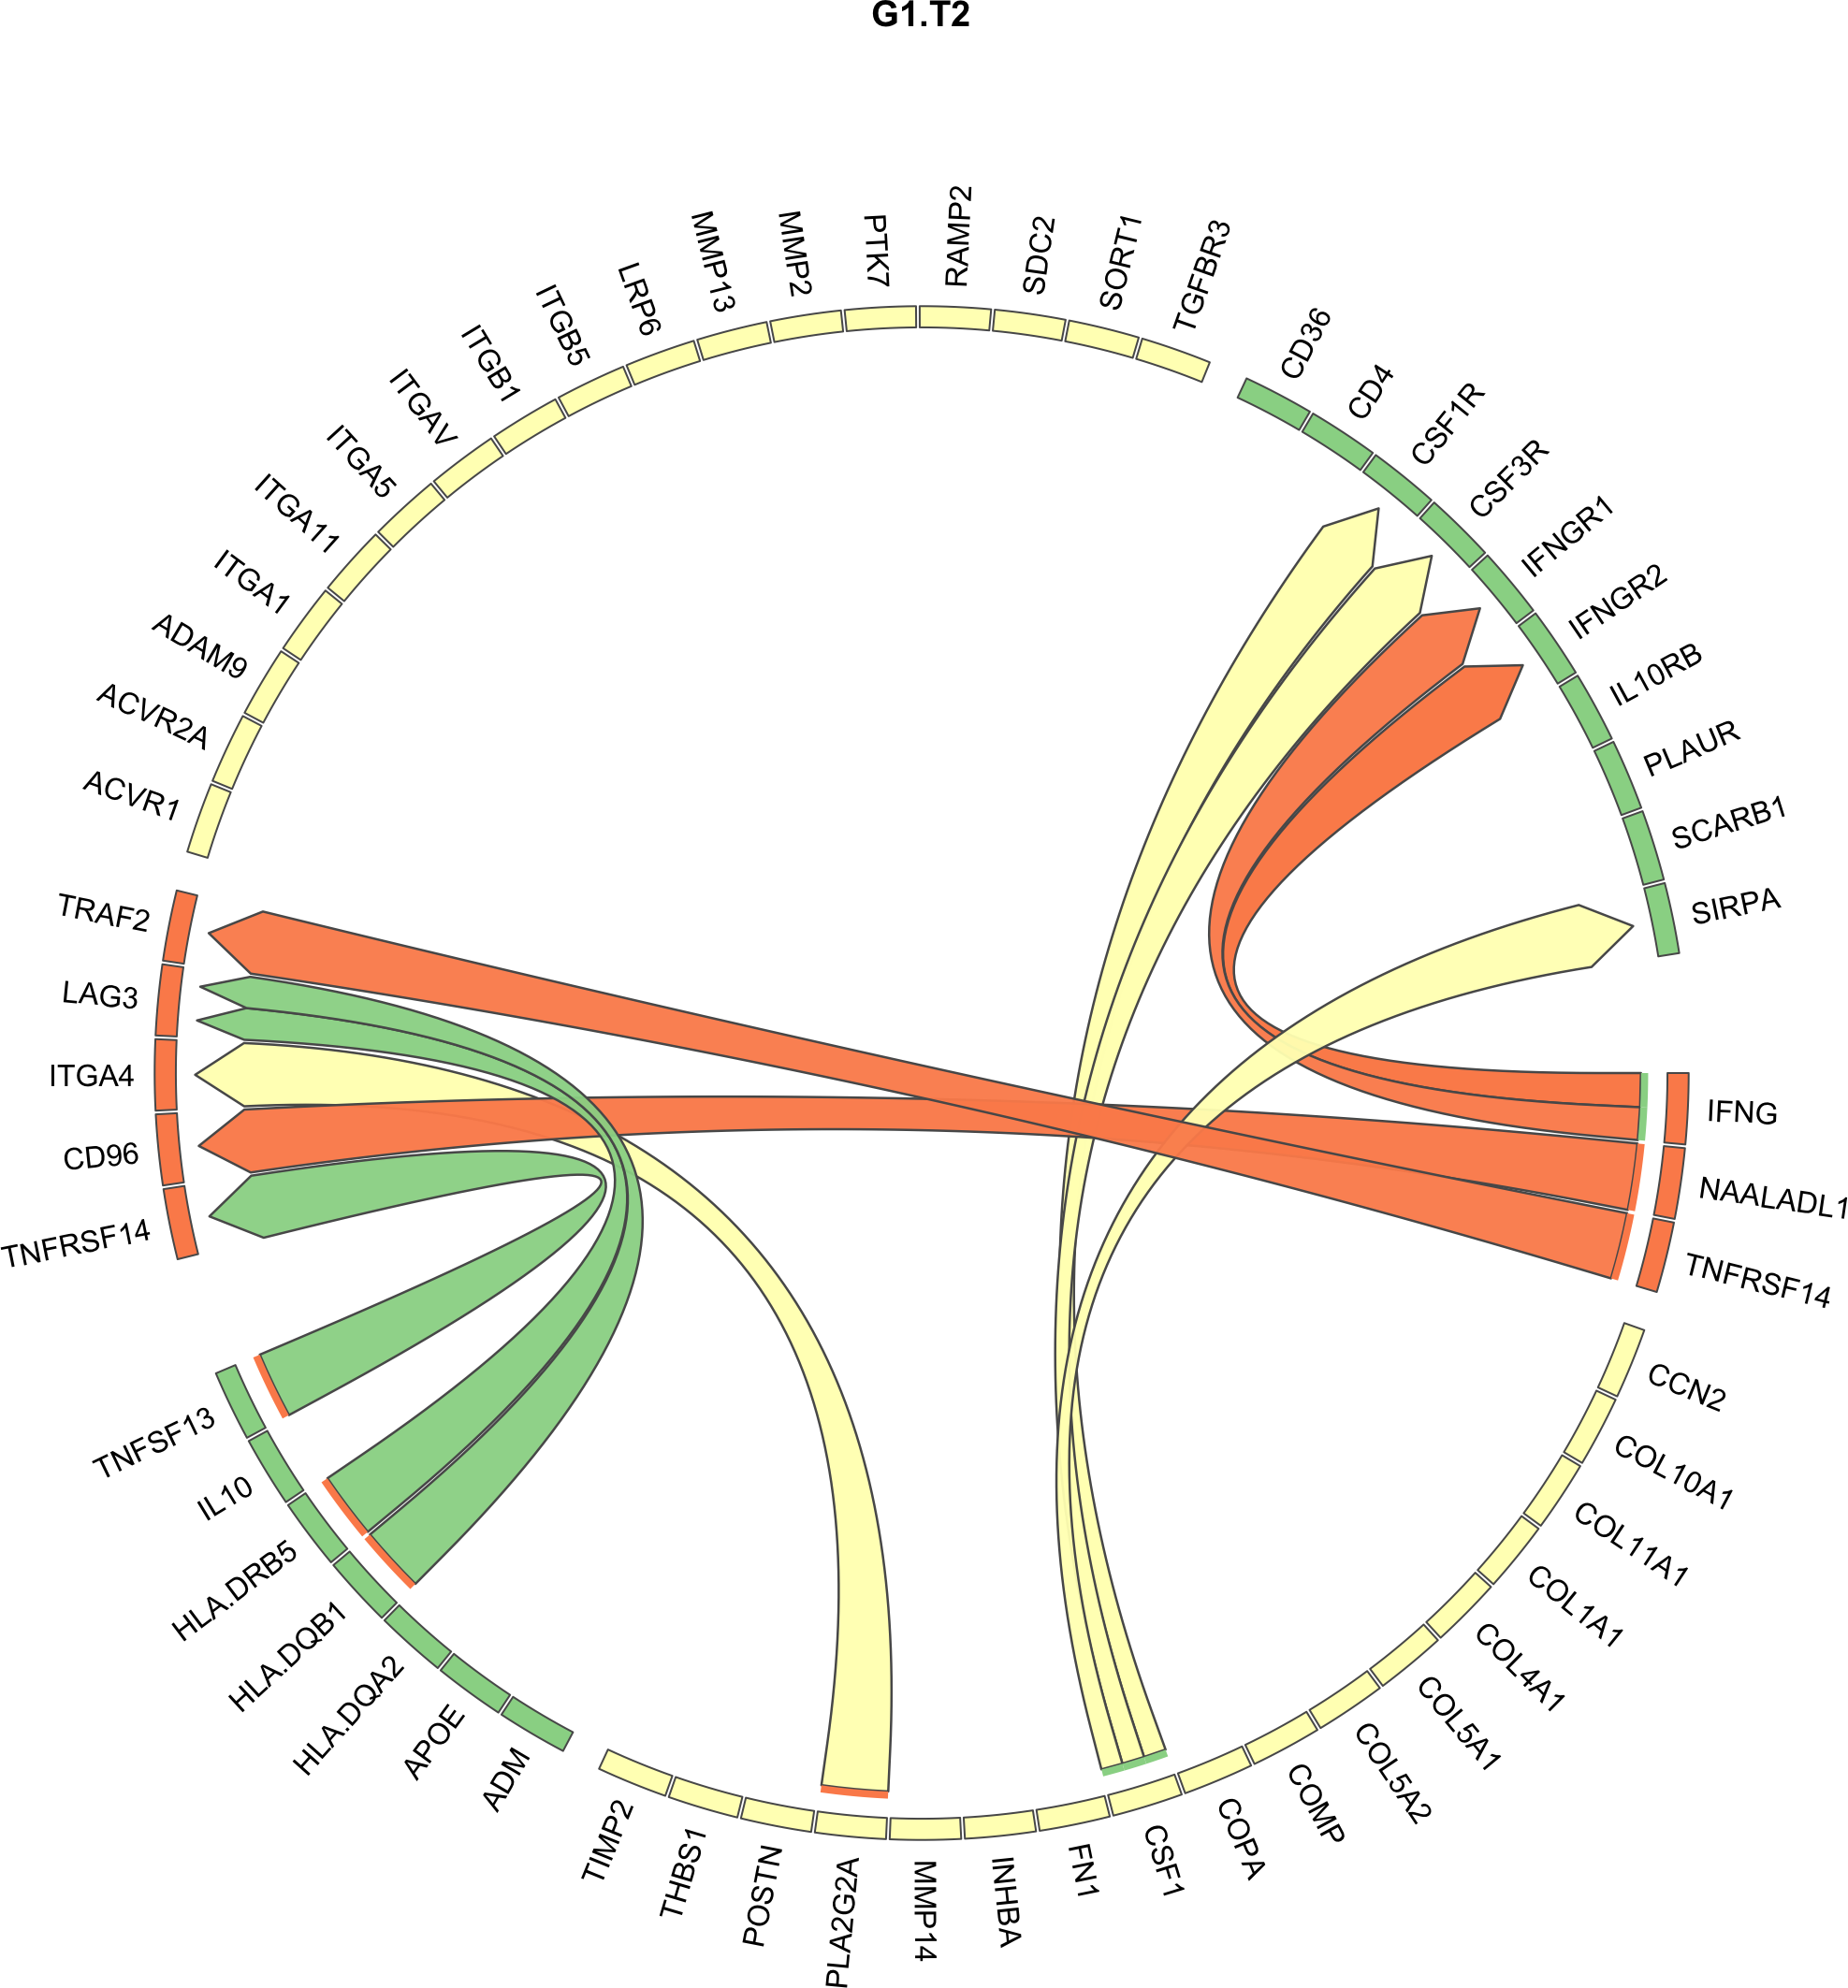 G1.T2
CD36
CD4
CSF1R
CSF3R
IFNGR1
IFNGR2
IL10RB
PLAUR
SCARB1
SIRPA
IFNG
NAALADL1
TNFRSF14
CCN2
COL10A1
COL11A1
COL1A1
COL4A1
COL5A1
COL5A2
COMP
COPA
CSF1
FN1
INHBA
MMP14
PLA2G2A
POSTN
THBS1
TIMP2
ADM
APOE
HLA.DQA2
HLA.DQB1
HLA.DRB5
IL10
TNFSF13
TNFRSF14
CD96
ITGA4
LAG3
TRAF2
ACVR1
ACVR2A
ADAM9
ITGA1
ITGA11
ITGA5
ITGAV
ITGB1
ITGB5
LRP6
MMP13
MMP2
PTK7
RAMP2
SDC2
SORT1
TGFBR3